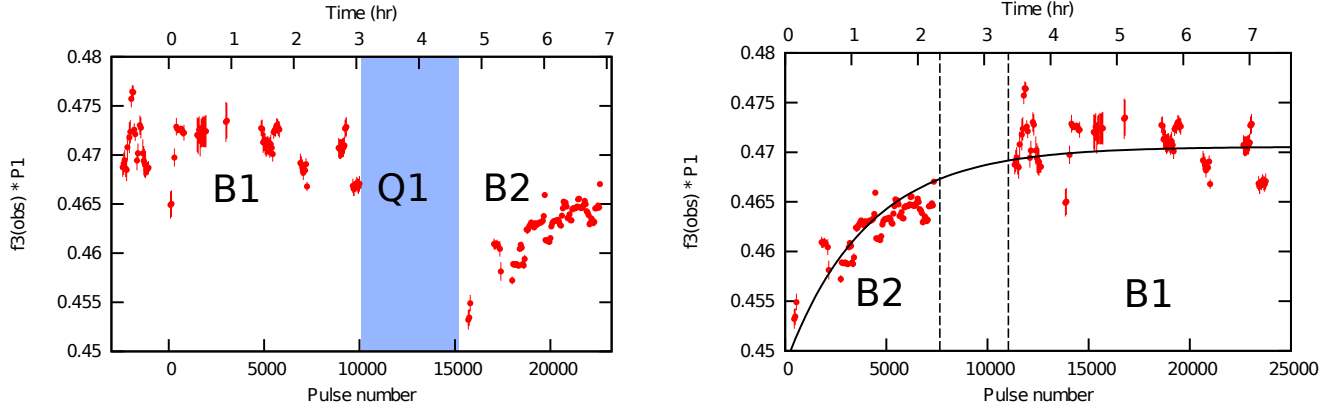 Time (hr)
0 1 2 3 4 5 6 7
0.48
0.475
0.47
0.465
0.46
0.455
0.45
f3(obs) * P1
B1
Q1
B2
0 5000 10000 15000 20000
Pulse number
Time (hr)
0 1 2 3 4 5 6 7
0.48
0.475
0.47
0.465
0.46
0.455
0.45
f3(obs) * P1
B2
B1
0 5000 10000 15000 20000 25000
Pulse number